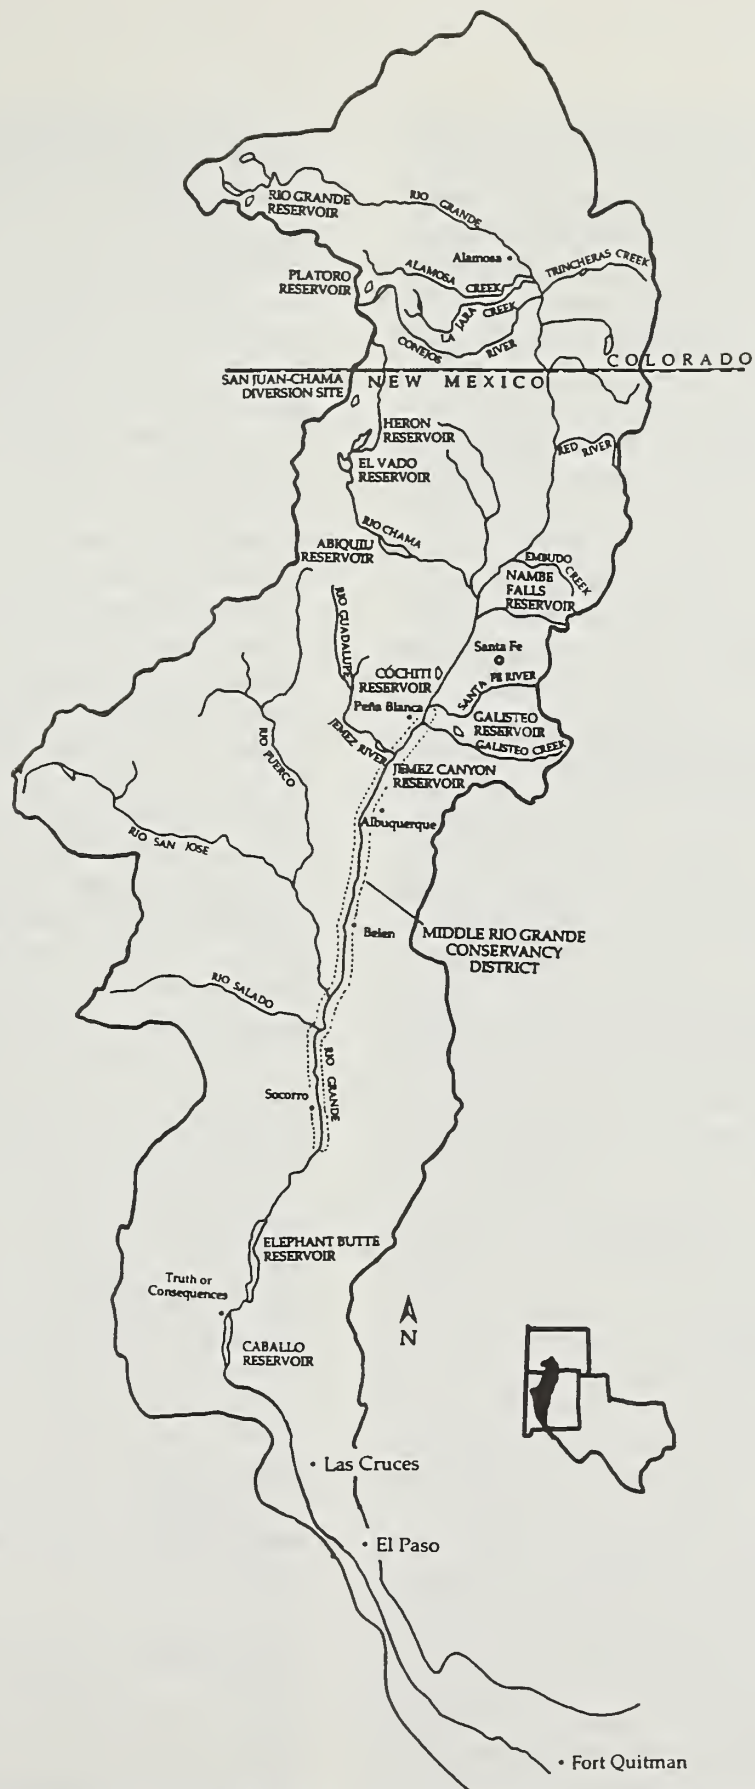 RIO GRANDE
RESERVOIR
RIO GRANDE
Alamosa
TRINCHERAS CREEK
PLATORO
RESERVOIR
ALAMOSA CREEK
LA JARA CREEK
CONEJOS RIVER
COLORADO
SAN JUAN-CHAMA
DIVERSION SITE
NEW MEXICO
HERON
RESERVOIR
RED RIVER
EL VADO
RESERVOIR
RIO CHAMA
ABIQUIU
RESERVOIR
EMBUDO CREEK
NAMBE
FALLS
RESERVOIR
RIO GUADALUPE
Santa Fe
CÓCHITI
RESERVOIR
SANTA FE RIVER
Peña Blanca
GALISTEO
RESERVOIR
JEMEZ RIVER
GALISTEO CREEK
RIO PUERCO
JEMEZ CANYON
RESERVOIR
Albuquerque
RIO SAN JOSE
Belen
MIDDLE RIO GRANDE
CONSERVANCY
DISTRICT
RIO SALADO
RIO GRANDE
Socorro
ELEPHANT BUTTE
RESERVOIR
Truth or
Consequences
N
CABALLO
RESERVOIR
Las Cruces
El Paso
Fort Quitman